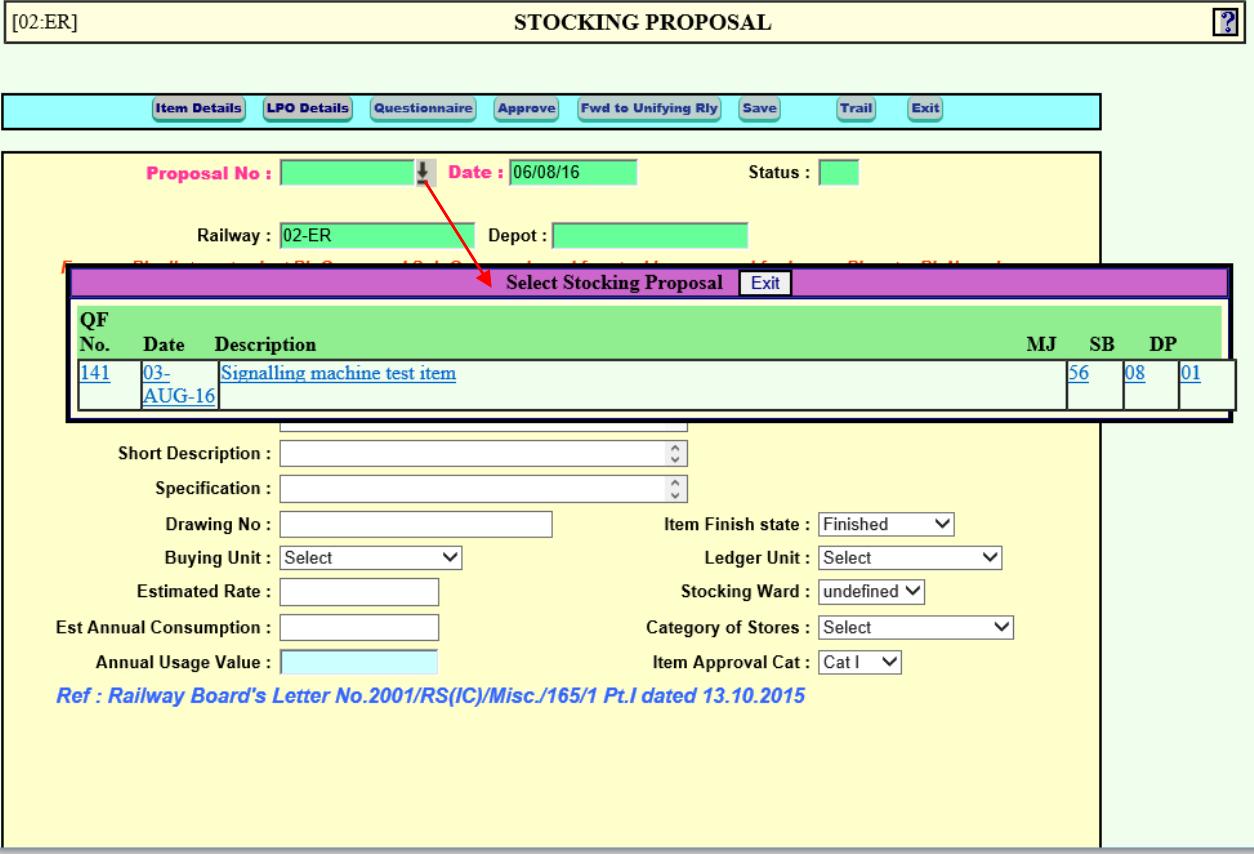 [02:ER] STOCKING PROPOSAL ?
Item Details LPO Details Questionnaire Approve Fwd to Unifying Rly Save Trail Exit
Proposal No : Date : 06/08/16 Status :
Railway : 02-ER Depot :
Select Stocking Proposal Exit
QF
No. Date Description MJ SB DP
141 03- Signalling machine test item 56 08 01
AUG-16
Short Description :
Specification :
Drawing No : Item Finish state : Finished
Buying Unit : Select Ledger Unit : Select
Estimated Rate : Stocking Ward : undefined
Est Annual Consumption : Category of Stores : Select
Annual Usage Value : Item Approval Cat : Cat I
Ref : Railway Board's Letter No.2001/RS(IC)/Misc./165/1 Pt.I dated 13.10.2015